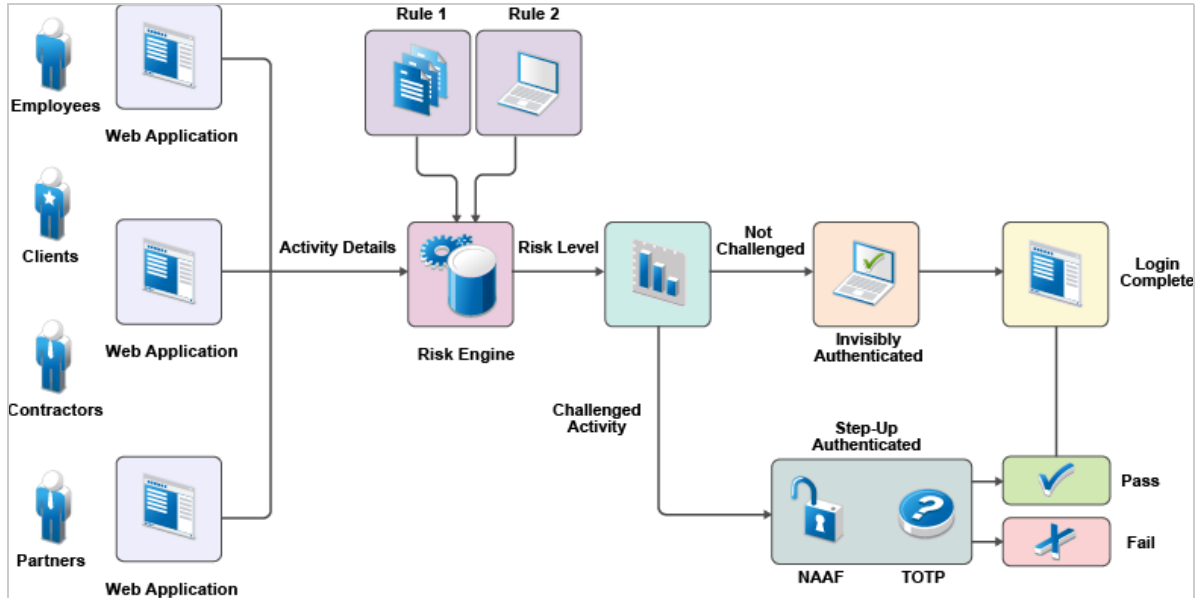 Rule 1
Rule 2
Employees
Web Application
Clients
Activity Details
Risk Level
Not
Challenged
Login
Complete
Web Application
Risk Engine
Invisibly
Authenticated
Contractors
Challenged
Activity
Step-Up
Authenticated
Pass
Fail
Partners
Web Application
NAAF
TOTP